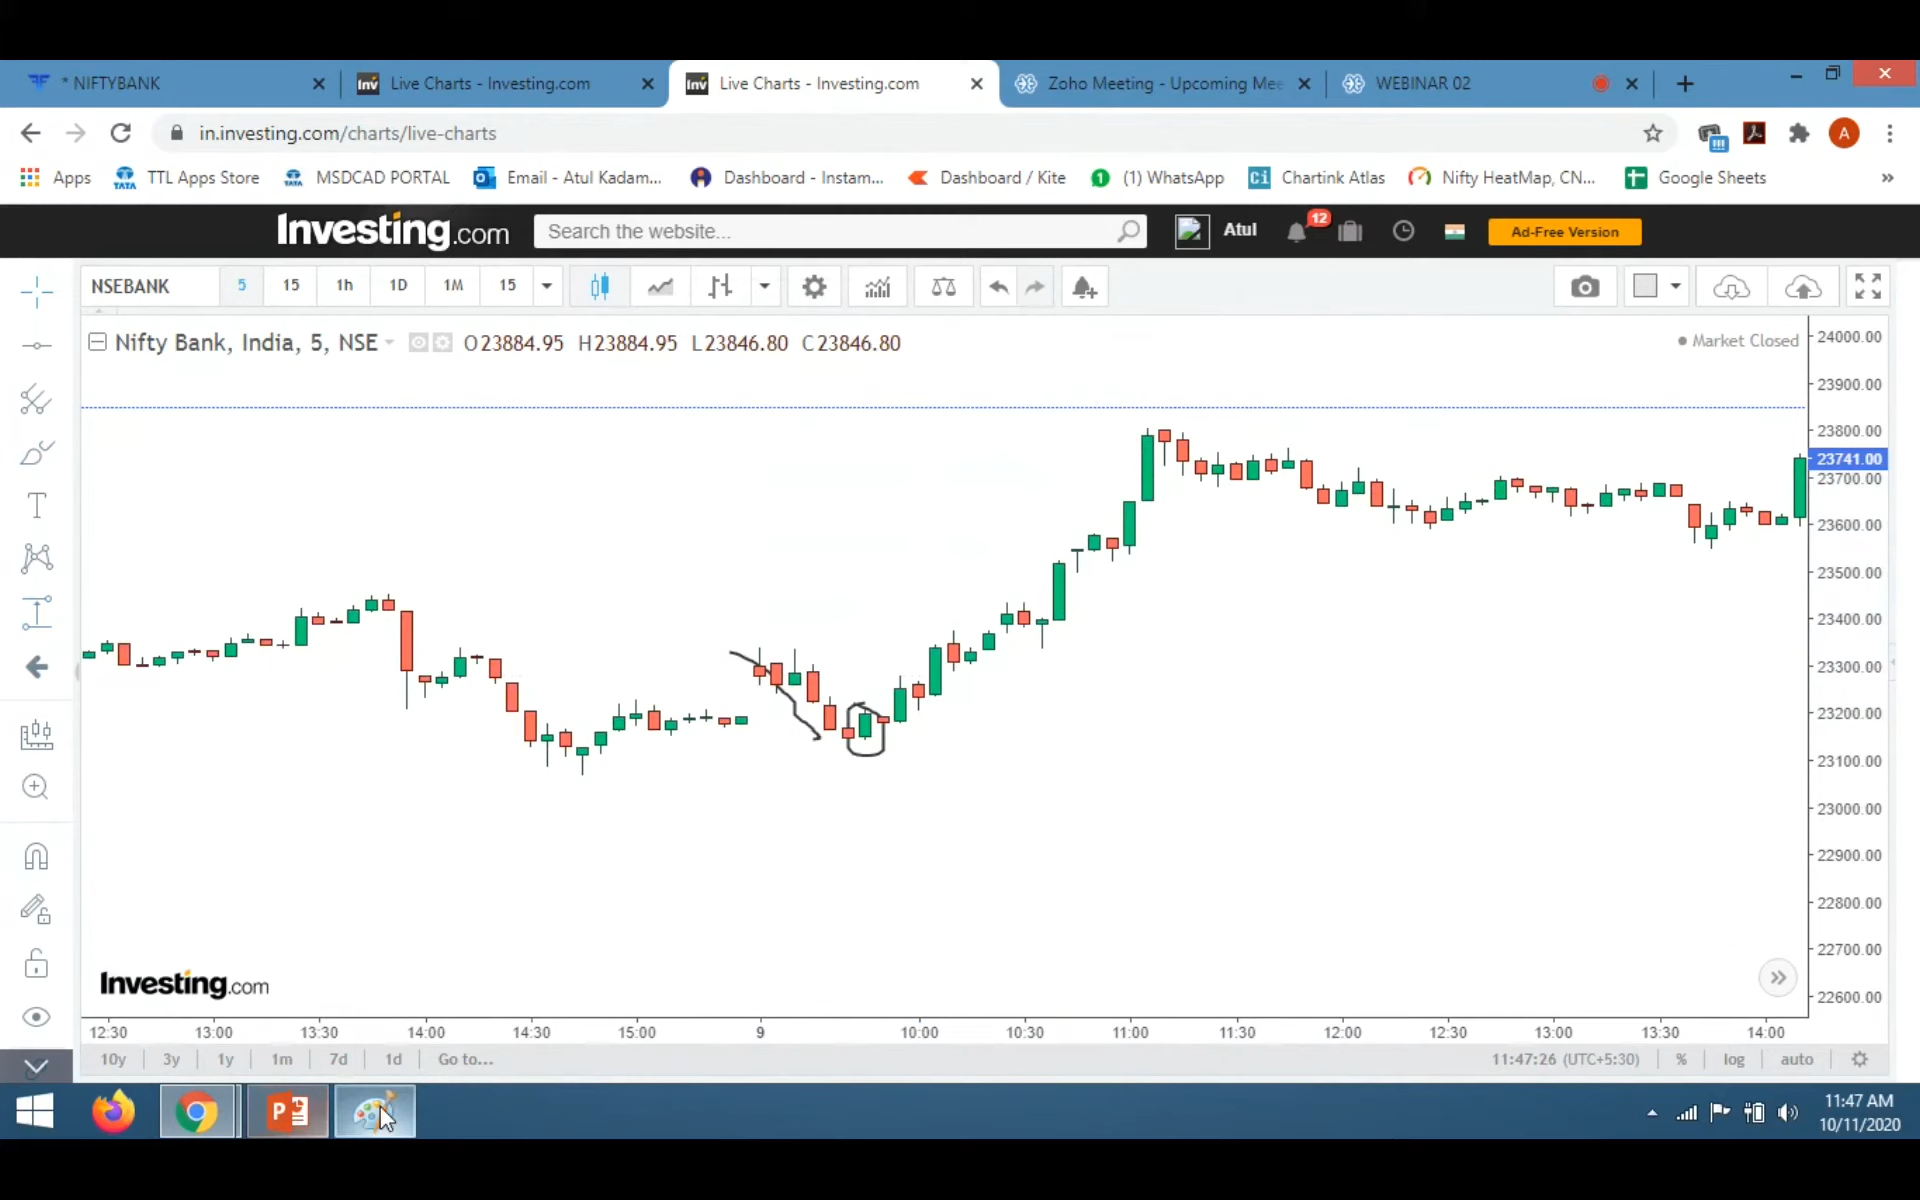 * NIFTYBANK
Live Charts - Investing.com
Live Charts - Investing.com
Zoho Meeting - Upcoming Mee
WEBINAR 02
in.investing.com/charts/live-charts
A
Apps
TATA
TTL Apps Store
TATA
MSDCAD PORTAL
Email - Atul Kadam...
Dashboard - Instam...
Dashboard / Kite
1
(1) WhatsApp
Ci
Chartink Atlas
Nifty HeatMap, CN...
Google Sheets
»
Investing.com
Search the website...
Atul
12
Ad-Free Version
NSEBANK
5
15
1h
1D
1M
15
Nifty Bank, India, 5, NSE
O23884.95 H23884.95 L23846.80 C23846.80
Market Closed
24000.00
23900.00
23800.00
23741.00
23700.00
23600.00
23500.00
23400.00
23300.00
23200.00
23100.00
23000.00
22900.00
22800.00
22700.00
22600.00
Investing.com
12:30 13:00 13:30 14:00 14:30 15:00 9 10:00 10:30 11:00 11:30 12:00 12:30 13:00 13:30 14:00
10y 3y 1y 1m 7d 1d Go to...
11:47:26 (UTC+5:30) % log auto
11:47 AM
10/11/2020